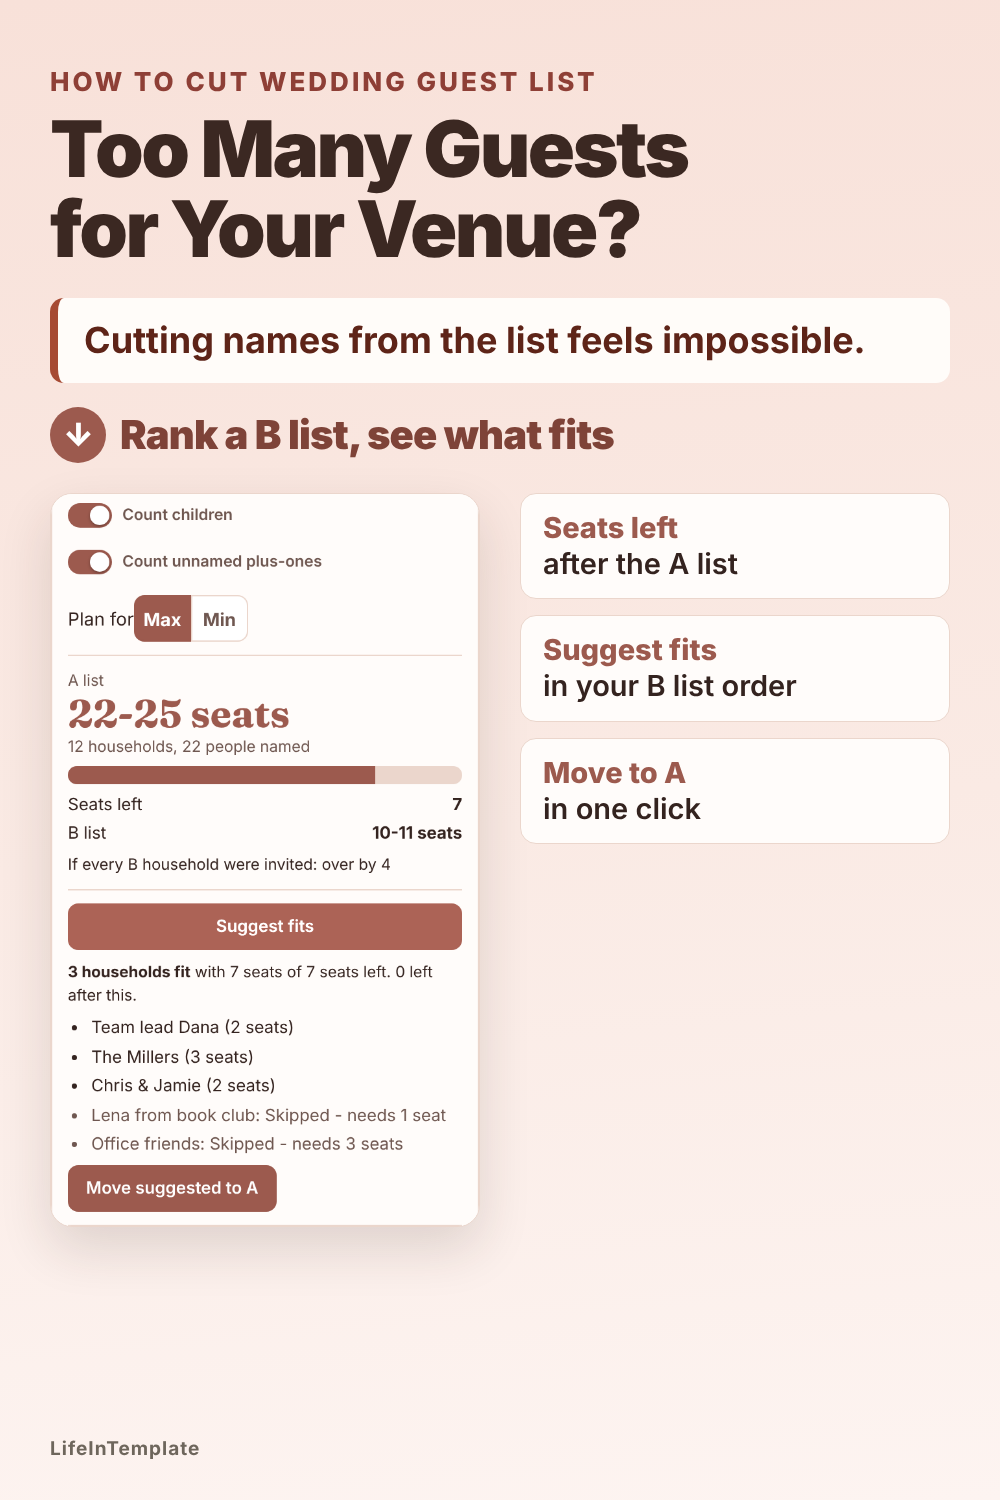 HOW TO CUT WEDDING GUEST LIST
Too Many Guests
for Your Venue?
Cutting names from the list feels impossible.
Rank a B list, see what fits
Count children
Count unnamed plus-ones
Plan for Max Min
A list
22-25 seats
12 households, 22 people named
Seats left 7
B list 10-11 seats
If every B household were invited: over by 4
Suggest fits
3 households fit with 7 seats of 7 seats left. 0 left
after this.
• Team lead Dana (2 seats)
• The Millers (3 seats)
• Chris & Jamie (2 seats)
• Lena from book club: Skipped - needs 1 seat
• Office friends: Skipped - needs 3 seats
Move suggested to A
Seats left
after the A list
Suggest fits
in your B list order
Move to A
in one click
LifeInTemplate